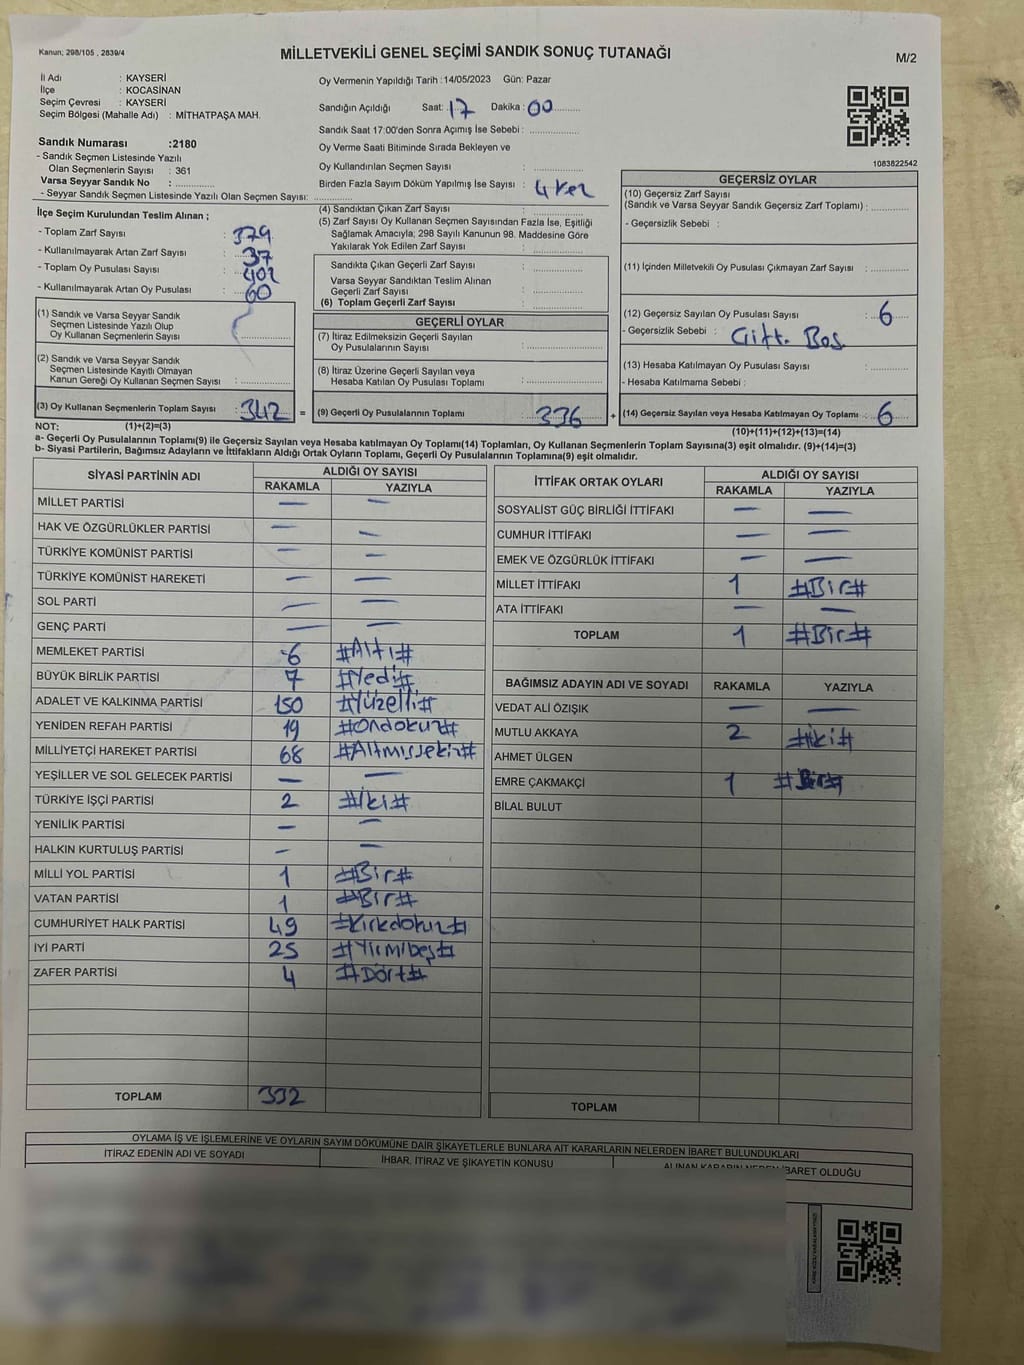 Kanun, 298/105 , 2839/4
MİLLETVEKİLİ GENEL SEÇİMİ SANDIK SONUÇ TUTANAĞI
M/2
İl Adı : KAYSERİ
İlçe : KOCASİNAN
Seçim Çevresi : KAYSERİ
Seçim Bölgesi (Mahalle Adı) : MİTHATPAŞA MAH.
Sandık Numarası :2180
- Sandık Seçmen Listesinde Yazılı
Olan Seçmenlerin Sayısı : 361
Varsa Seyyar Sandık No :
- Seyyar Sandık Seçmen Listesinde Yazılı Olan Seçmen Sayısı:
Oy Vermenin Yapıldığı Tarih :14/05/2023 Gün: Pazar
Sandığın Açıldığı Saat: 17 Dakika: 00
Sandık Saat 17:00'den Sonra Açımış İse Sebebi :
Oy Verme Saati Bitiminde Sırada Bekleyen ve
Oy Kullandırılan Seçmen Sayısı :
Birden Fazla Sayım Döküm Yapılmış İse Sayısı : 4 kez
1083822542
İlçe Seçim Kurulundan Teslim Alınan ;
- Toplam Zarf Sayısı : 379
- Kullanılmayarak Artan Zarf Sayısı : 37
- Toplam Oy Pusulası Sayısı : 402
- Kullanılmayarak Artan Oy Pusulası : 60
(1) Sandık ve Varsa Seyyar Sandık
Seçmen Listesinde Yazılı Olup
Oy Kullanan Seçmenlerin Sayısı :
(2) Sandık ve Varsa Seyyar Sandık
Seçmen Listesinde Kayıtlı Olmayan
Kanun Gereği Oy Kullanan Seçmen Sayısı :
(3) Oy Kullanan Seçmenlerin Toplam Sayısı : 342 =
(4) Sandıktan Çıkan Zarf Sayısı :
(5) Zarf Sayısı Oy Kullanan Seçmen Sayısından Fazla İse, Eşitliği
Sağlamak Amacıyla; 298 Sayılı Kanunun 98. Maddesine Göre
Yakılarak Yok Edilen Zarf Sayısı :
Sandıkta Çıkan Geçerli Zarf Sayısı :
Varsa Seyyar Sandıktan Teslim Alınan
Geçerli Zarf Sayısı :
(6) Toplam Geçerli Zarf Sayısı :
GEÇERLİ OYLAR
(7) İtiraz Edilmeksizin Geçerli Sayılan
Oy Pusulalarının Sayısı :
(8) İtiraz Üzerine Geçerli Sayılan veya
Hesaba Katılan Oy Pusulası Toplamı :
(9) Geçerli Oy Pusulalarının Toplamı : 336 +
GEÇERSİZ OYLAR
(10) Geçersiz Zarf Sayısı
(Sandık ve Varsa Seyyar Sandık Geçersiz Zarf Toplamı) :
- Geçersizlik Sebebi :
(11) İçinden Milletvekili Oy Pusulası Çıkmayan Zarf Sayısı :
(12) Geçersiz Sayılan Oy Pusulası Sayısı : 6
- Geçersizlik Sebebi : Çift. Boş.
(13) Hesaba Katılmayan Oy Pusulası Sayısı :
- Hesaba Katılmama Sebebi :
(14) Geçersiz Sayılan veya Hesaba Katılmayan Oy Toplamı : 6
NOT: (1)+(2)=(3)
(10)+(11)+(12)+(13)=(14)
a- Geçerli Oy Pusulalarının Toplamı(9) ile Geçersiz Sayılan veya Hesaba katılmayan Oy Toplamı(14) Toplamları, Oy Kullanan Seçmenlerin Toplam Sayısına(3) eşit olmalıdır. (9)+(14)=(3)
b- Siyasi Partilerin, Bağımsız Adayların ve İttifakların Aldığı Ortak Oyların Toplamı, Geçerli Oy Pusulalarının Toplamına(9) eşit olmalıdır.
SİYASİ PARTİNİN ADI ALDIĞI OY SAYISI
RAKAMLA YAZIYLA
MİLLET PARTİSI — —
HAK VE ÖZGÜRLÜKLER PARTİSİ — —
TÜRKİYE KOMÜNİST PARTİSİ — —
TÜRKİYE KOMÜNİST HAREKETİ — —
SOL PARTİ — —
GENÇ PARTİ — —
MEMLEKET PARTİSİ 6 #Altı#
BÜYÜK BİRLİK PARTİSİ 7 #Yedi#
ADALET VE KALKINMA PARTİSİ 150 #Yüzelli#
YENİDEN REFAH PARTİSİ 19 #Ondokuz#
MİLLİYETÇİ HAREKET PARTİSİ 68 #Altmışsekiz#
YEŞİLLER VE SOL GELECEK PARTİSİ — —
TÜRKİYE İŞÇİ PARTİSİ 2 #İki#
YENİLİK PARTİSİ — —
HALKIN KURTULUŞ PARTİSİ — —
MİLLİ YOL PARTİSİ 1 #Bir#
VATAN PARTİSİ 1 #Bir#
CUMHURİYET HALK PARTİSİ 49 #Kırkdokuz#
İYİ PARTİ 25 #Yirmibeş#
ZAFER PARTİSİ 4 #Dört#
TOPLAM 332
İTTİFAK ORTAK OYLARI ALDIĞI OY SAYISI
RAKAMLA YAZIYLA
SOSYALİST GÜÇ BİRLİĞİ İTTİFAKI — —
CUMHUR İTTİFAKI — —
EMEK VE ÖZGÜRLÜK İTTİFAKI — —
MİLLET İTTİFAKI 1 #Bir#
ATA İTTİFAKI — —
TOPLAM 1 #Bir#
BAĞIMSIZ ADAYIN ADI VE SOYADI RAKAMLA YAZIYLA
VEDAT ALİ ÖZIŞIK — —
MUTLU AKKAYA 2 #iki#
AHMET ÜLGEN
EMRE ÇAKMAKÇİ 1 #Bir#
BİLAL BULUT
TOPLAM
OYLAMA İŞ VE İŞLEMLERİNE VE OYLARIN SAYIM DÖKÜMÜNE DAİR ŞİKAYETLERLE BUNLARA AİT KARARLARIN NELERDEN İBARET BULUNDUKLARI
İTİRAZ EDENİN ADI VE SOYADI İHBAR, İTİRAZ VE ŞİKAYETİN KONUSU ALINAN KARARIN NEDEN İBARET OLDUĞU